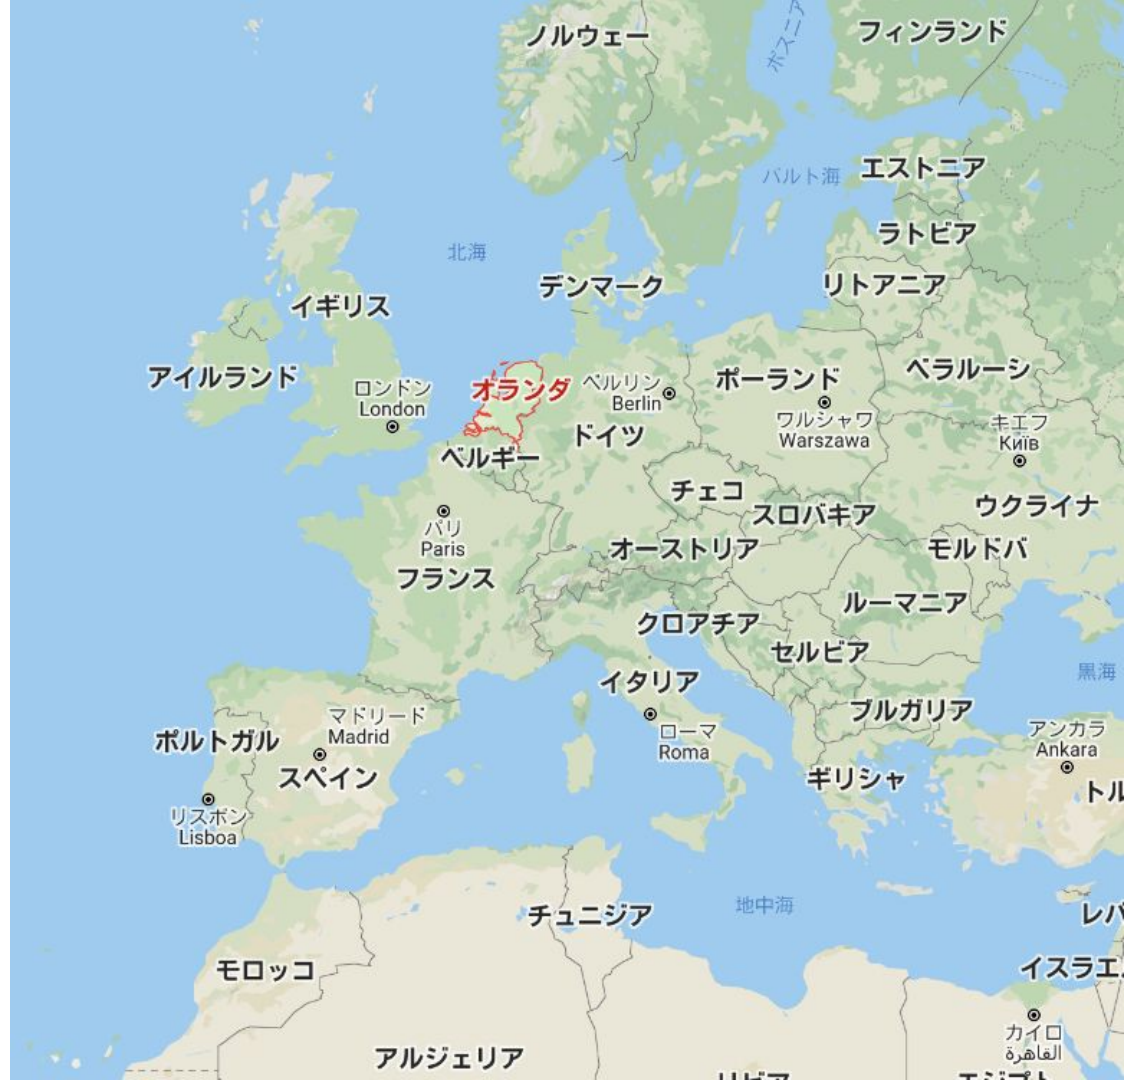 ノルウェー
フィンランド
ボスニア
バルト海
エストニア
ラトビア
北海
デンマーク
リトアニア
イギリス
アイルランド
ロンドン
London
オランダ
ベルリン
Berlin
ポーランド
ベラルーシ
ワルシャワ
Warszawa
キエフ
Київ
ドイツ
ベルギー
チェコ
スロバキア
ウクライナ
パリ
Paris
オーストリア
モルドバ
フランス
ルーマニア
クロアチア
セルビア
黒海
イタリア
ブルガリア
マドリード
Madrid
ポルトガル
ローマ
Roma
アンカラ
Ankara
スペイン
ギリシャ
トル
リスボン
Lisboa
地中海
チュニジア
レバ
モロッコ
イスラエ
カイロ
القاهرة
アルジェリア
リビア
エジプト